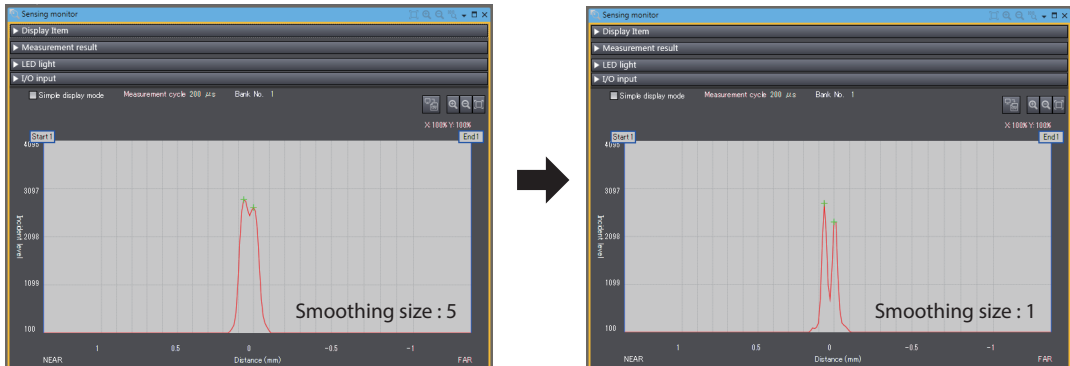 Sensing monitor
Display Item
Measurement result
LED light
I/O input
Simple display mode Measurement cycle 200 μs Bank No. 1
X:100% Y:100%
Start1 End1
4095
3097
2098
1099
100
Incident level
Smoothing size : 5
1 0.5 0 -0.5 -1
NEAR Distance (mm) FAR
Sensing monitor
Display Item
Measurement result
LED light
I/O input
Simple display mode Measurement cycle 200 μs Bank No. 1
X:100% Y:100%
Start1 End1
4095
3097
2098
1099
100
Incident level
Smoothing size : 1
1 0.5 0 -0.5 -1
NEAR Distance (mm) FAR